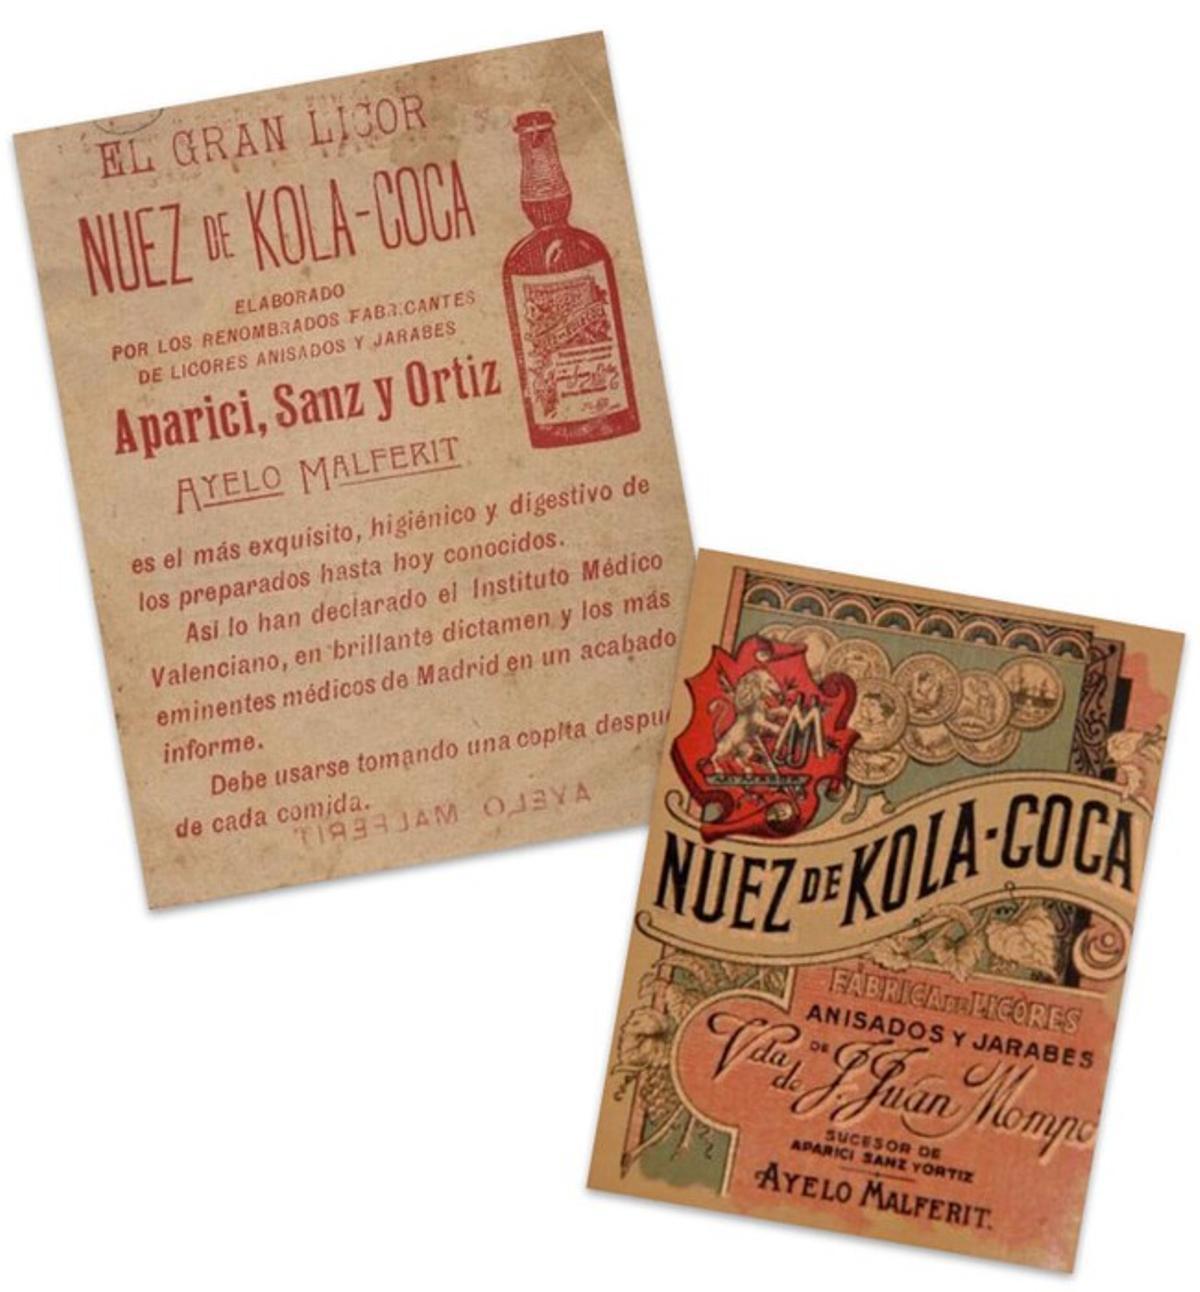 EL GRAN LICOR
NUEZ DE KOLA-COCA
ELABORADO
POR LOS RENOMBRADOS FABRICANTES
DE LICORES ANISADOS Y JARABES
Aparici, Sanz y Ortiz
AYELO MALFERIT
es el más exquísito, higiénico y digestivo de
los preparados hasta hoy conocidos.
Así lo han declarado el Instituto Médico
Valenciano, en brillante dictamen y los más
eminentes médicos de Madrid en un acabado
informe.
Debe usarse tomando una copita despu
de cada comida.
AYELO MALFERIT
M
NUEZ DE KOLA-COCA
FÁBRICA DE LICORES
ANISADOS Y JARABES
DE
Vda de J. Juán Mompó
SUCESOR DE
APARICI SANZ Y ORTIZ
AYELO MALFERIT.